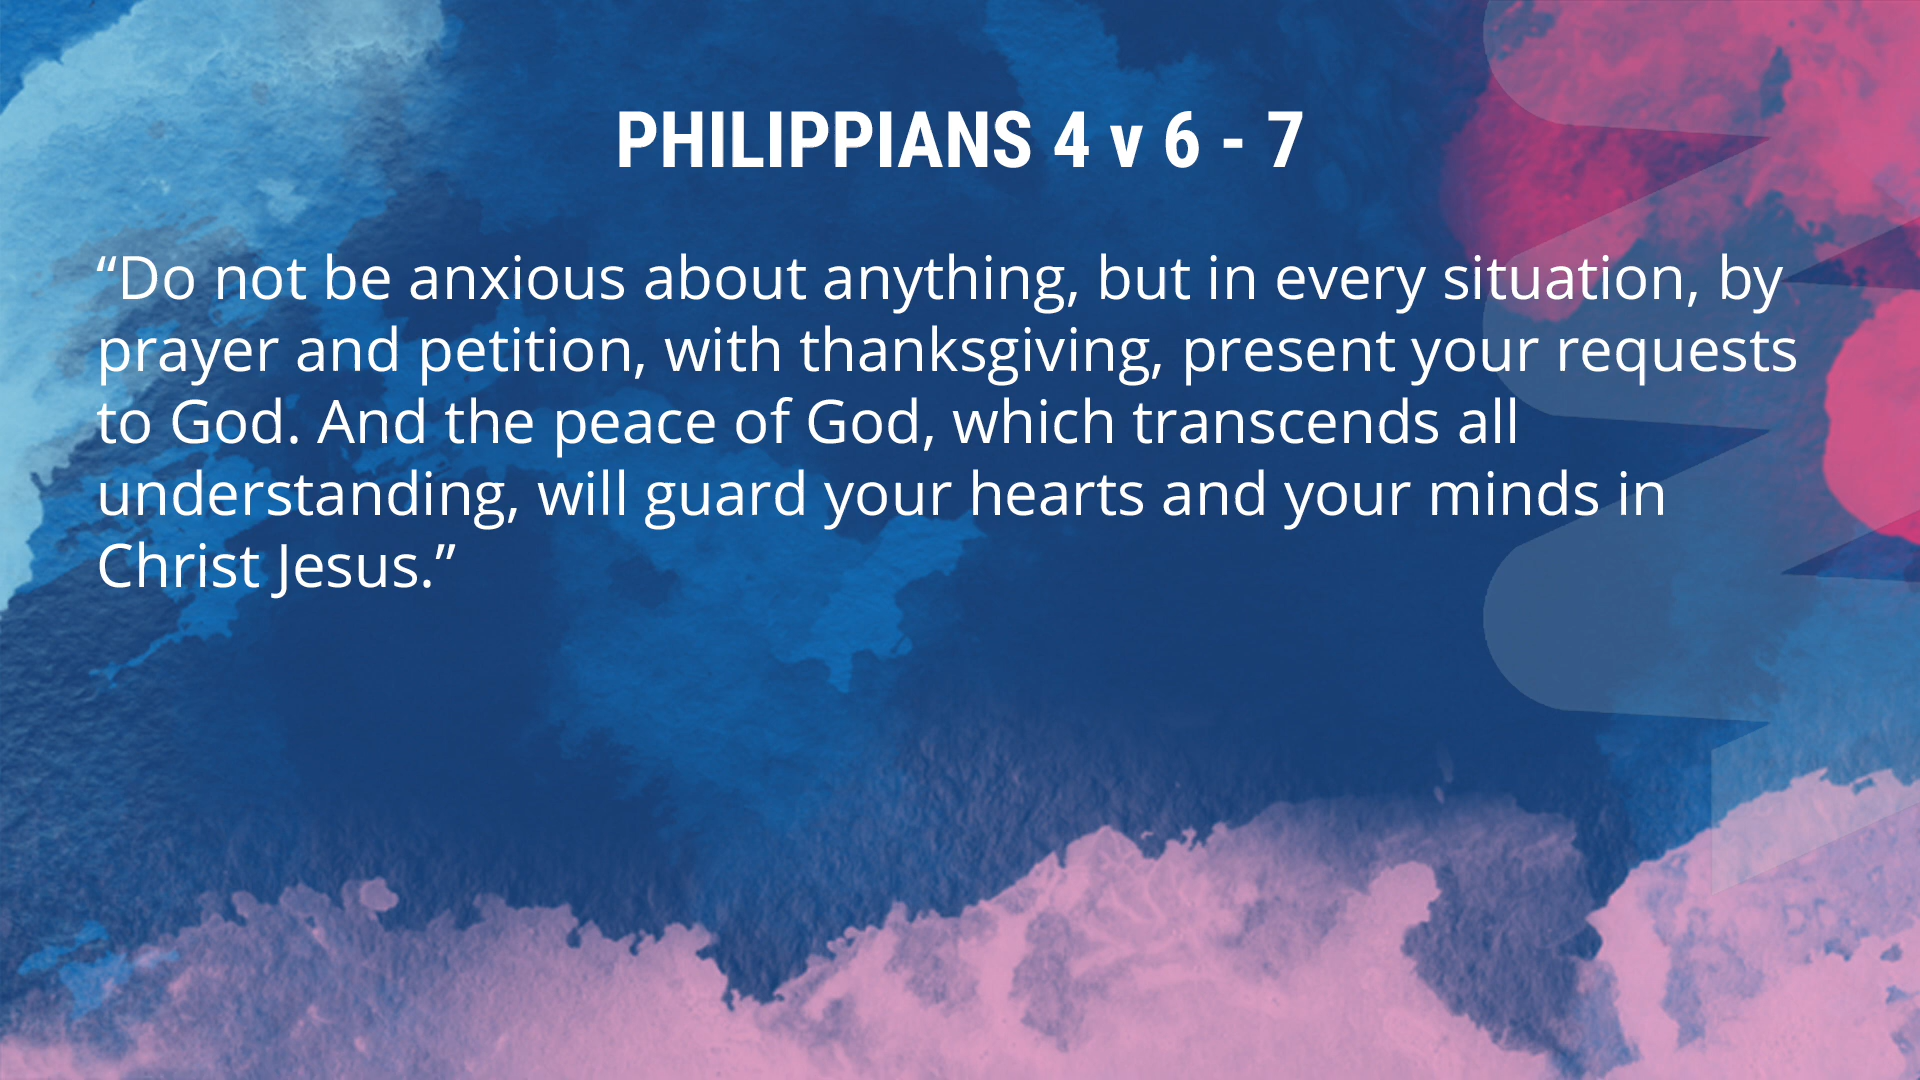 PHILIPPIANS 4 v 6 - 7
“Do not be anxious about anything, but in every situation, by
prayer and petition, with thanksgiving, present your requests
to God. And the peace of God, which transcends all
understanding, will guard your hearts and your minds in
Christ Jesus.”